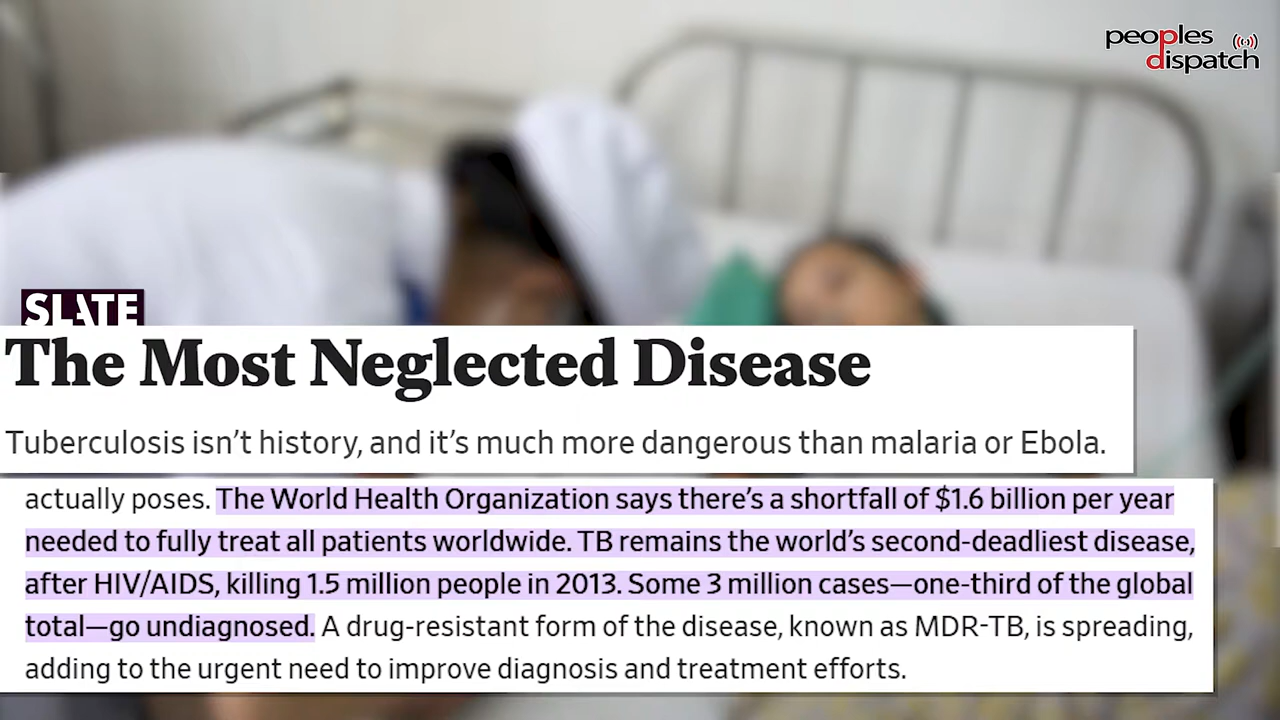 peoples
dispatch
SLATE
The Most Neglected Disease
Tuberculosis isn’t history, and it’s much more dangerous than malaria or Ebola.
actually poses. The World Health Organization says there’s a shortfall of $1.6 billion per year
needed to fully treat all patients worldwide. TB remains the world’s second-deadliest disease,
after HIV/AIDS, killing 1.5 million people in 2013. Some 3 million cases—one-third of the global
total—go undiagnosed. A drug-resistant form of the disease, known as MDR-TB, is spreading,
adding to the urgent need to improve diagnosis and treatment efforts.